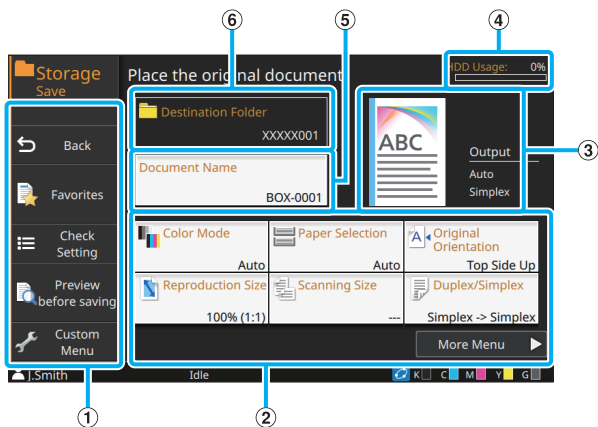 ⑥
⑤
④
Storage
Save
Place the original document
HDD Usage: 0%
Destination Folder
XXXXX001
Document Name
BOX-0001
ABC
Output
Auto
Simplex
③
Back
Favorites
Check
Setting
Preview
before saving
Custom
Menu
Color Mode
Auto
Paper Selection
Auto
Original
Orientation
Top Side Up
Reproduction Size
100% (1:1)
Scanning Size
---
Duplex/Simplex
Simplex -> Simplex
More Menu
J.Smith
Idle
K C M Y G
①
②